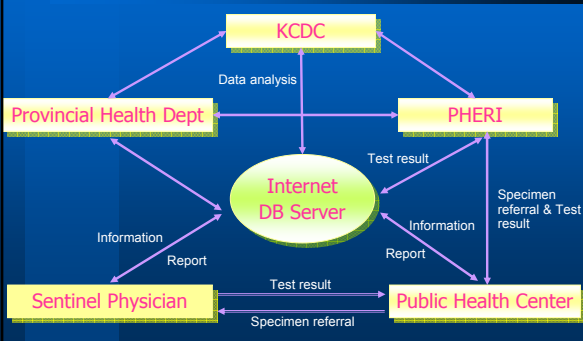 KCDC
Data analysis
Provincial Health Dept
PHERI
Test result
Internet
DB Server
Specimen
referral & Test
result
Information
Report
Information
Report
Sentinel Physician
Test result
Specimen referral
Public Health Center